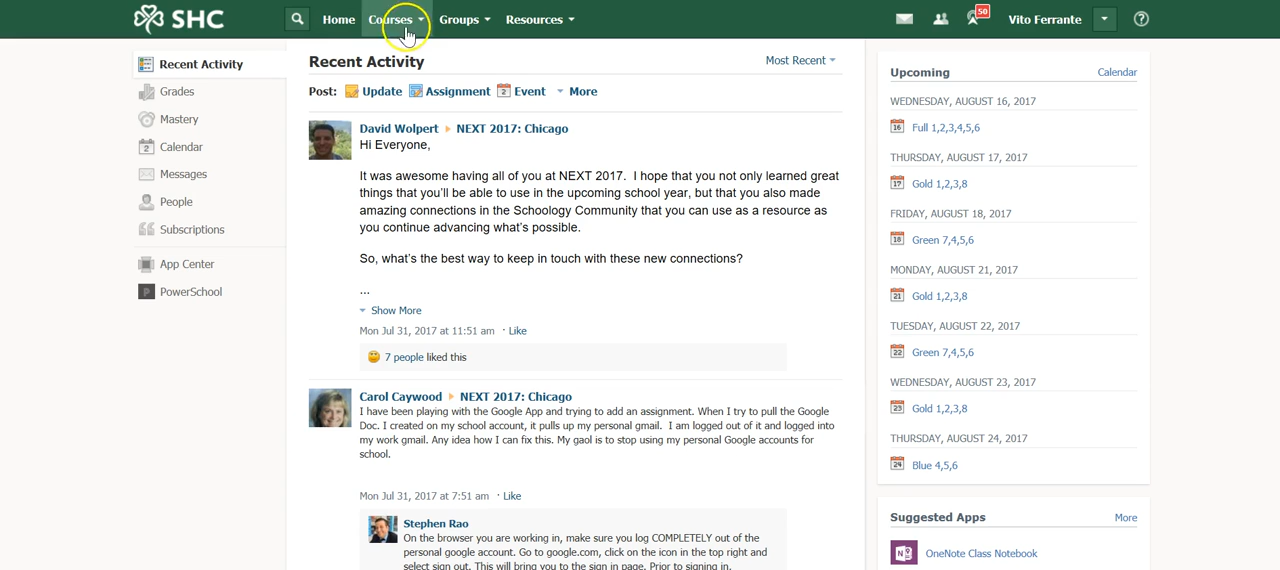 SHC
Home
Courses
Groups
Resources
50
Vito Ferrante
Recent Activity
Grades
Mastery
2
Calendar
Messages
People
Subscriptions
App Center
P
PowerSchool
Recent Activity
Most Recent
Post: Update Assignment 2 Event More
David Wolpert NEXT 2017: Chicago
Hi Everyone,
It was awesome having all of you at NEXT 2017. I hope that you not only learned great
things that you'll be able to use in the upcoming school year, but that you also made
amazing connections in the Schoology Community that you can use as a resource as
you continue advancing what's possible.
So, what's the best way to keep in touch with these new connections?
...
Show More
Mon Jul 31, 2017 at 11:51 am · Like
7 people liked this
Carol Caywood NEXT 2017: Chicago
I have been playing with the Google App and trying to add an assignment. When I try to pull the Google
Doc. I created on my school account, it pulls up my personal gmail. I am logged out of it and logged into
my work gmail. Any idea how I can fix this. My gaol is to stop using my personal Google accounts for
school.
Mon Jul 31, 2017 at 7:51 am · Like
Stephen Rao
On the browser you are working in, make sure you log COMPLETELY out of the
personal google account. Go to google.com, click on the icon in the top right and
select sign out. This will bring you to the sign in page. Prior to signing in,
Upcoming
Calendar
WEDNESDAY, AUGUST 16, 2017
16 Full 1,2,3,4,5,6
THURSDAY, AUGUST 17, 2017
17 Gold 1,2,3,8
FRIDAY, AUGUST 18, 2017
18 Green 7,4,5,6
MONDAY, AUGUST 21, 2017
21 Gold 1,2,3,8
TUESDAY, AUGUST 22, 2017
22 Green 7,4,5,6
WEDNESDAY, AUGUST 23, 2017
23 Gold 1,2,3,8
THURSDAY, AUGUST 24, 2017
24 Blue 4,5,6
Suggested Apps
More
N
OneNote Class Notebook